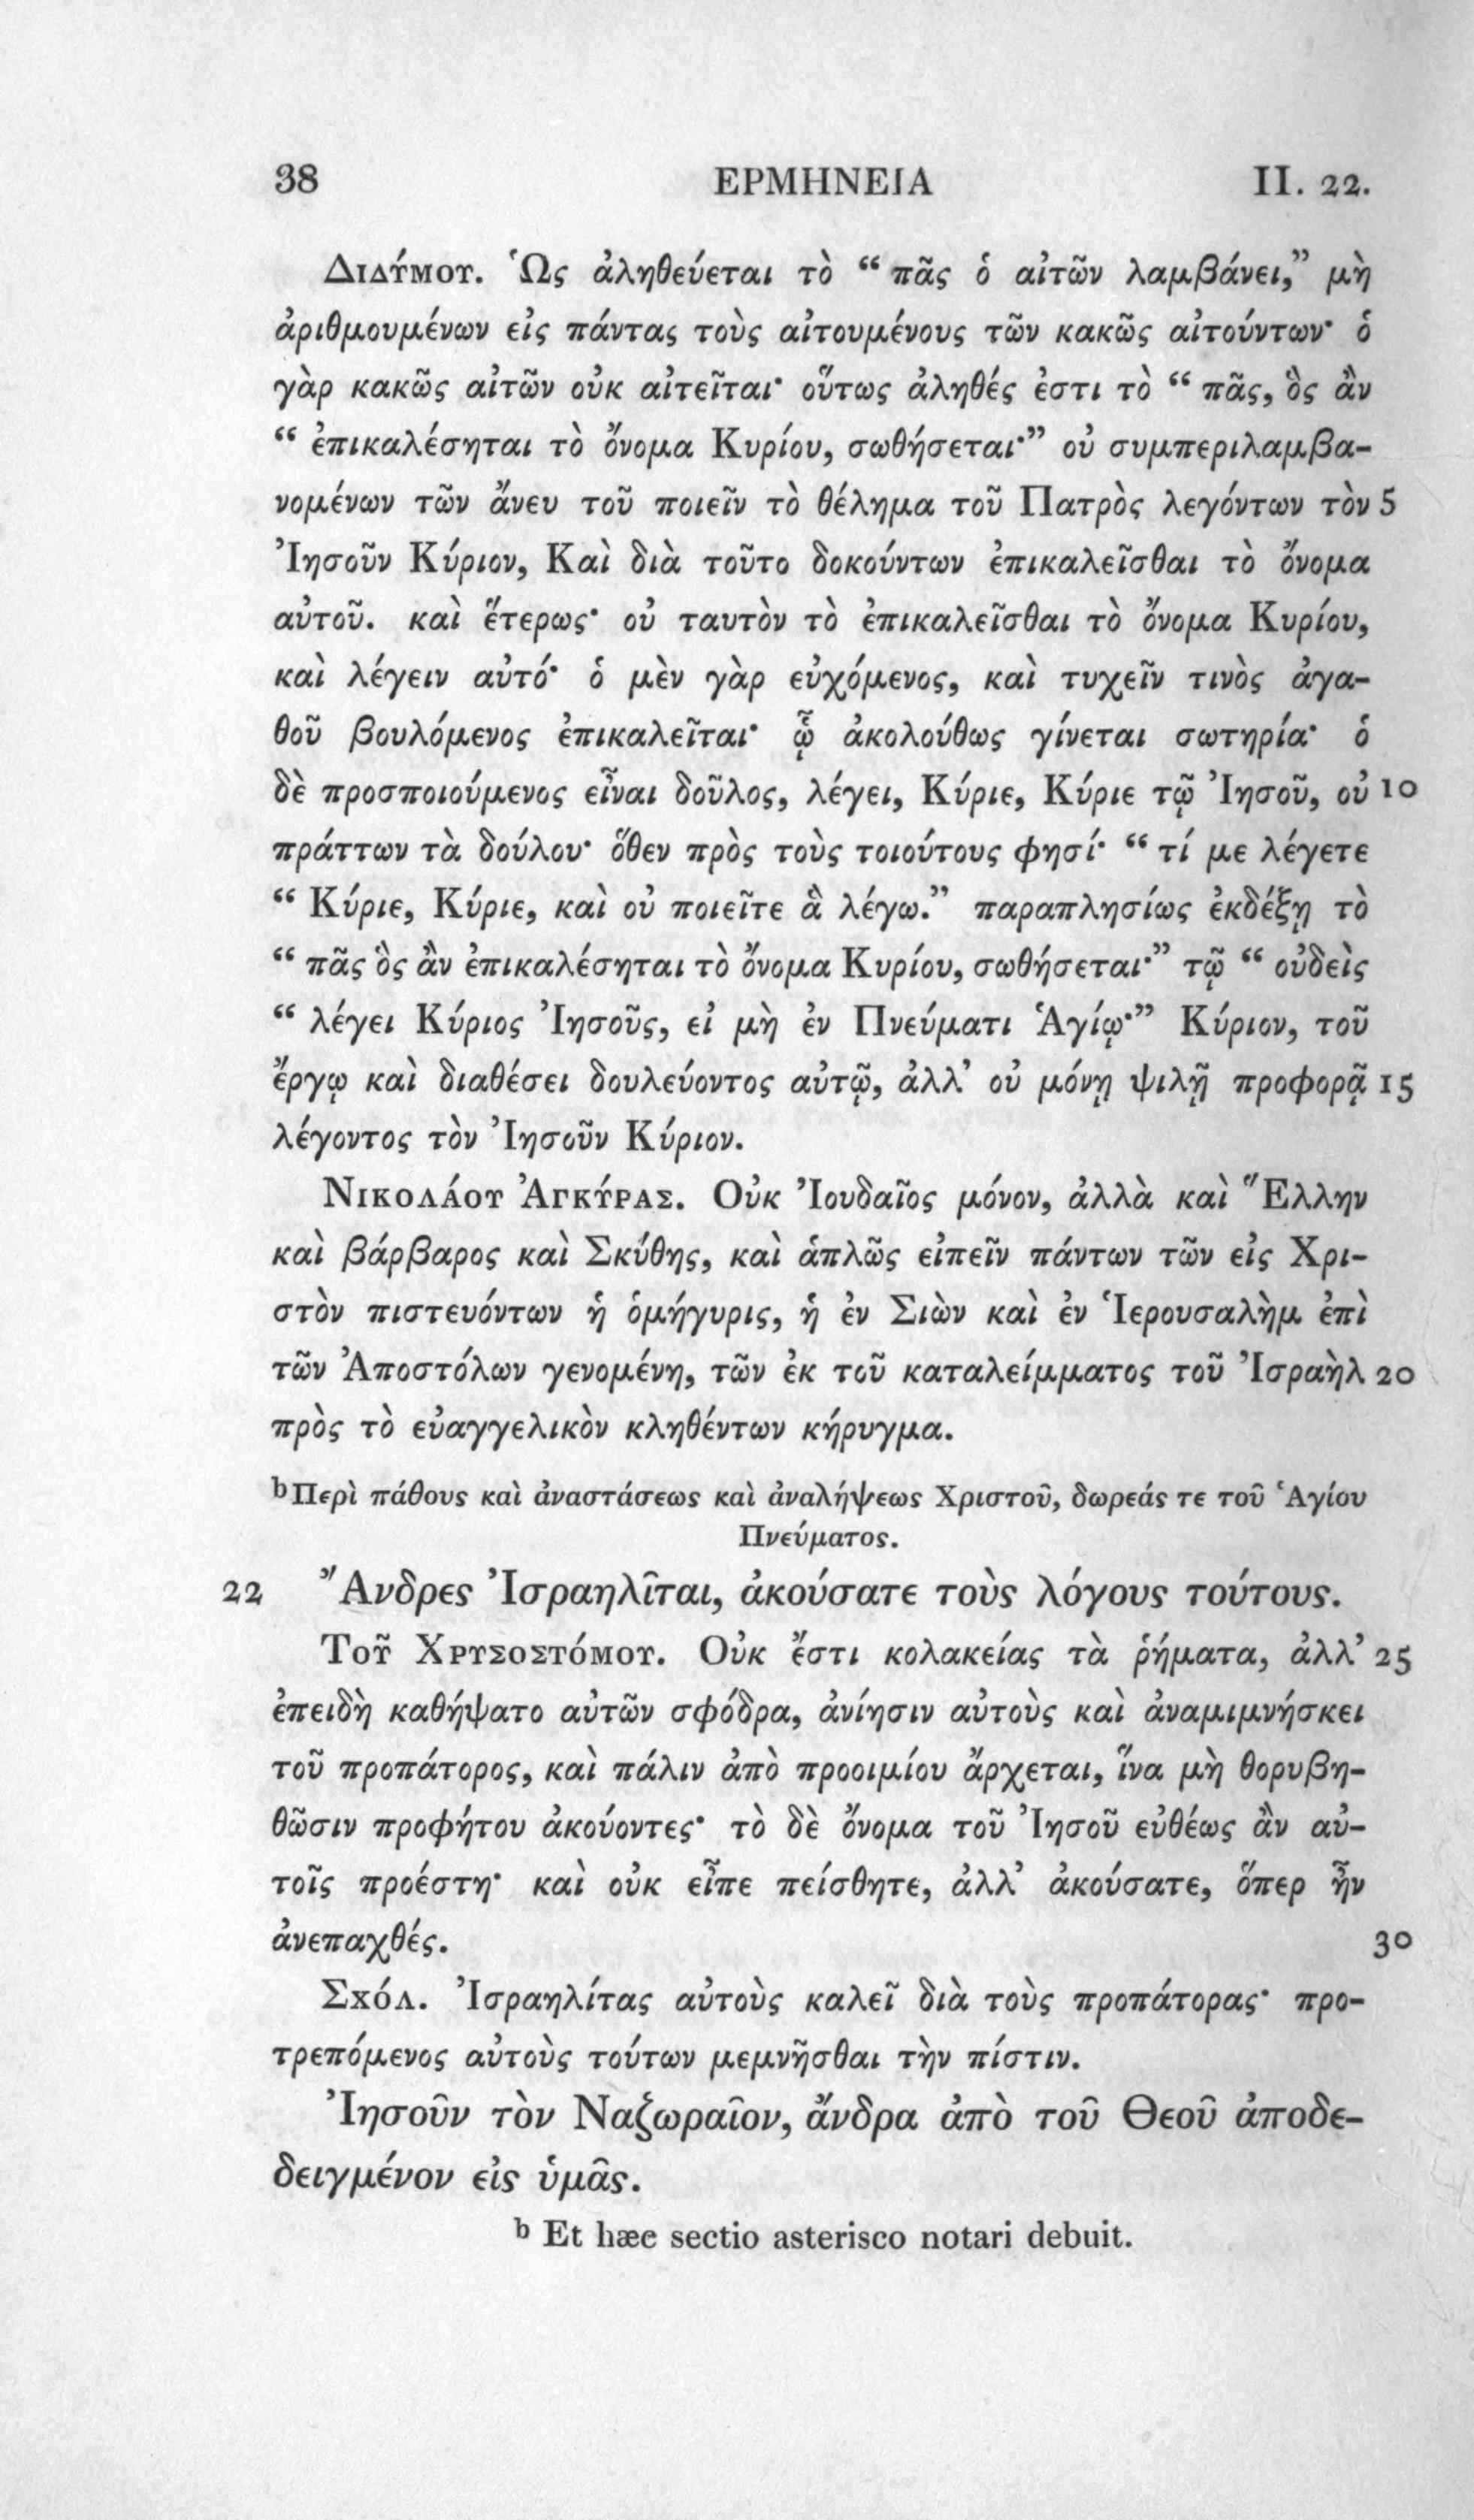 38 ΕΡΜΗΝΕΙΑ II. 22.
Διδύμου. Ὡς ἀληθεύεται τὸ “ πᾶς ὁ αἰτῶν λαμβάνει,” μὴ
ἀριθμουμένων εἰς πάντας τοὺς αἰτουμένους τῶν κακῶς αἰτούντων· ὁ
γὰρ κακῶς αἰτῶν οὐκ αἰτεῖται· οὕτως ἀληθές ἐστι τὸ “ πᾶς, ὃς ἂν
“ ἐπικαλέσηται τὸ ὄνομα Κυρίου, σωθήσεται·” οὐ συμπεριλαμβα-
νομένων τῶν ἄνευ τοῦ ποιεῖν τὸ θέλημα τοῦ Πατρὸς λεγόντων τὸν 5
Ἰησοῦν Κύριον, Καὶ διὰ τοῦτο δοκούντων ἐπικαλεῖσθαι τὸ ὄνομα
αὐτοῦ. καὶ ἕτερως· οὐ ταυτὸν τὸ ἐπικαλεῖσθαι τὸ ὄνομα Κυρίου,
καὶ λέγειν αὐτό· ὁ μὲν γὰρ εὐχόμενος, καὶ τυχεῖν τινὸς ἀγα-
θοῦ βουλόμενος ἐπικαλεῖται· ᾧ ἀκολούθως γίνεται σωτηρία· ὁ
δὲ προσποιούμενος εἶναι δοῦλος, λέγει, Κύριε, Κύριε τῷ Ἰησοῦ, οὐ 10
πράττων τὰ δούλου· ὅθεν πρὸς τοὺς τοιούτους φησί· “ τί με λέγετε
“ Κύριε, Κύριε, καὶ οὐ ποιεῖτε ἃ λέγω.” παραπλησίως ἐκδέξῃ τὸ
“ πᾶς ὃς ἂν ἐπικαλέσηται τὸ ὄνομα Κυρίου, σωθήσεται·” τῷ “ οὐδεὶς
“ λέγει Κύριος Ἰησοῦς, εἰ μὴ ἐν Πνεύματι Ἁγίῳ·” Κύριον, τοῦ
ἔργῳ καὶ διαθέσει δουλεύοντος αὐτῷ, ἀλλ’ οὐ μόνῃ ψιλῇ προφορᾷ 15
λέγοντος τὸν Ἰησοῦν Κύριον.
Νικολάου Ἀγκύρας. Οὐκ Ἰουδαῖος μόνον, ἀλλὰ καὶ Ἕλλην
καὶ βάρβαρος καὶ Σκύθης, καὶ ἁπλῶς εἰπεῖν πάντων τῶν εἰς Χρι-
στὸν πιστευόντων ἡ ὁμήγυρις, ἡ ἐν Σιὼν καὶ ἐν Ἱερουσαλὴμ ἐπὶ
τῶν Ἀποστόλων γενομένη, τῶν ἐκ τοῦ καταλείμματος τοῦ Ἰσραὴλ 20
πρὸς τὸ εὐαγγελικὸν κληθέντων κήρυγμα.
b Περὶ πάθους καὶ ἀναστάσεως καὶ ἀναλήψεως Χριστοῦ, δωρεάς τε τοῦ Ἁγίου
Πνεύματος.
22 Ἄνδρες Ἰσραηλῖται, ἀκούσατε τοὺς λόγους τούτους.
Τοῦ Χρυσοστόμου. Οὐκ ἔστι κολακείας τὰ ῥήματα, ἀλλ’ 25
ἐπειδὴ καθήψατο αὐτῶν σφόδρα, ἀνίησιν αὐτοὺς καὶ ἀναμιμνήσκει
τοῦ προπάτορος, καὶ πάλιν ἀπὸ προοιμίου ἄρχεται, ἵνα μὴ θορυβη-
θῶσιν προφήτου ἀκούοντες· τὸ δὲ ὄνομα τοῦ Ἰησοῦ εὐθέως ἂν αὐ-
τοῖς προέστη· καὶ οὐκ εἶπε πείσθητε, ἀλλ’ ἀκούσατε, ὅπερ ἦν
ἀνεπαχθές. 30
Σχόλ. Ἰσραηλίτας αὐτοὺς καλεῖ διὰ τοὺς προπάτορας· προ-
τρεπόμενος αὐτοὺς τούτων μεμνῆσθαι τὴν πίστιν.
Ἰησοῦν τὸν Ναζωραῖον, ἄνδρα ἀπὸ τοῦ Θεοῦ ἀποδε-
δειγμένον εἰς ὑμᾶς.
b Et hæc sectio asterisco notari debuit.